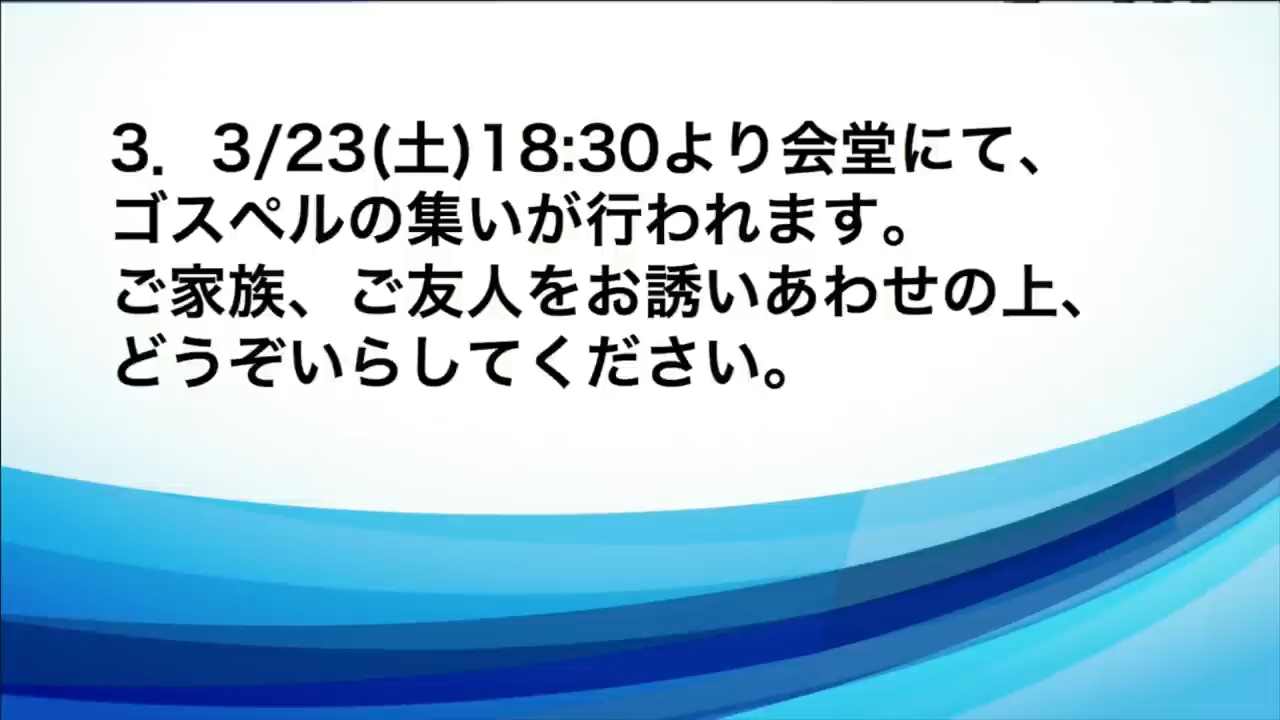 3．3/23(土)18:30より会堂にて、
ゴスペルの集いが行われます。
ご家族、ご友人をお誘いあわせの上、
どうぞいらしてください。